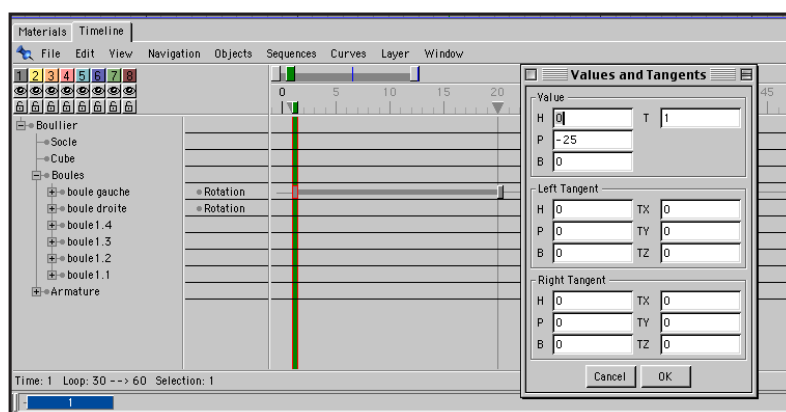 Materials Timeline
File Edit View Navigation Objects Sequences Curves Layer Window
1 2 3 4 5 6 7 8
0 5 10 15 20 45
Boullier
Socle
Cube
Boules
boule gauche Rotation
boule droite Rotation
boule1.4
boule1.3
boule1.2
boule1.1
Armature
Time: 1 Loop: 30 --> 60 Selection: 1
1
Values and Tangents
Value
H 0 T 1
P -25
B 0
Left Tangent
H 0 TX 0
P 0 TY 0
B 0 TZ 0
Right Tangent
H 0 TX 0
P 0 TY 0
B 0 TZ 0
Cancel OK